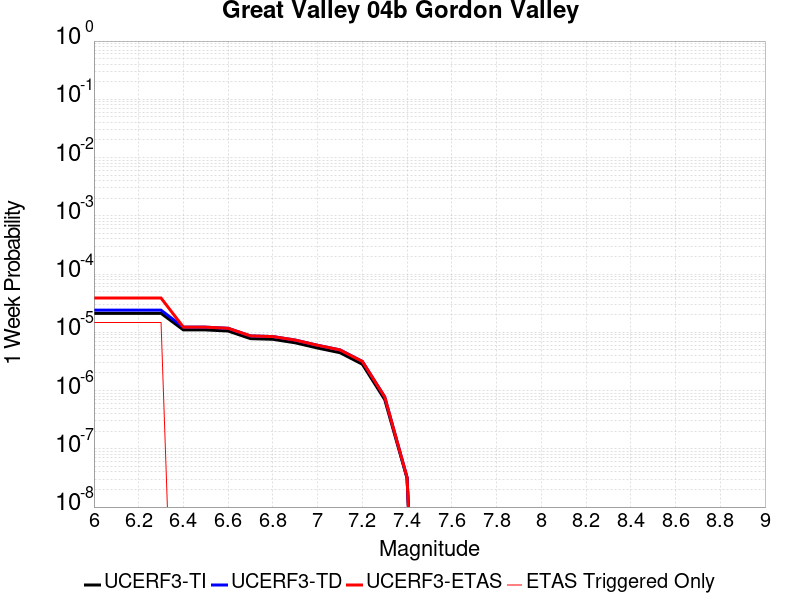 Great Valley 04b Gordon Valley
10^0
10^-1
10^-2
10^-3
10^-4
10^-5
10^-6
10^-7
10^-8
1 Week Probability
6 6.2 6.4 6.6 6.8 7 7.2 7.4 7.6 7.8 8 8.2 8.4 8.6 8.8 9
Magnitude
UCERF3-TI UCERF3-TD UCERF3-ETAS ETAS Triggered Only